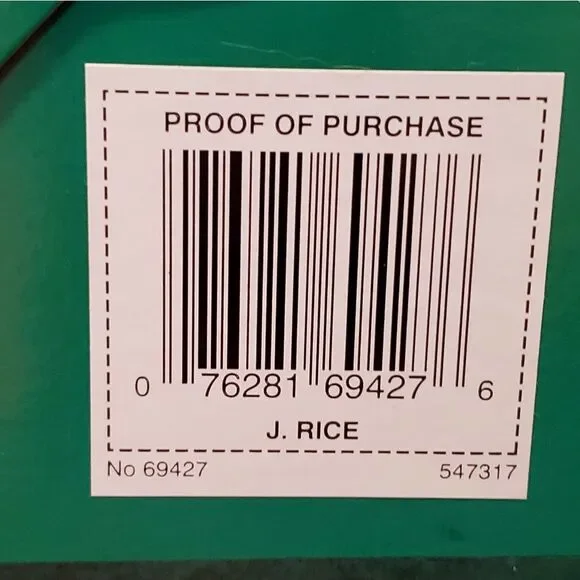 PROOF OF PURCHASE
0 76281 69427 6
J. RICE
No 69427 547317